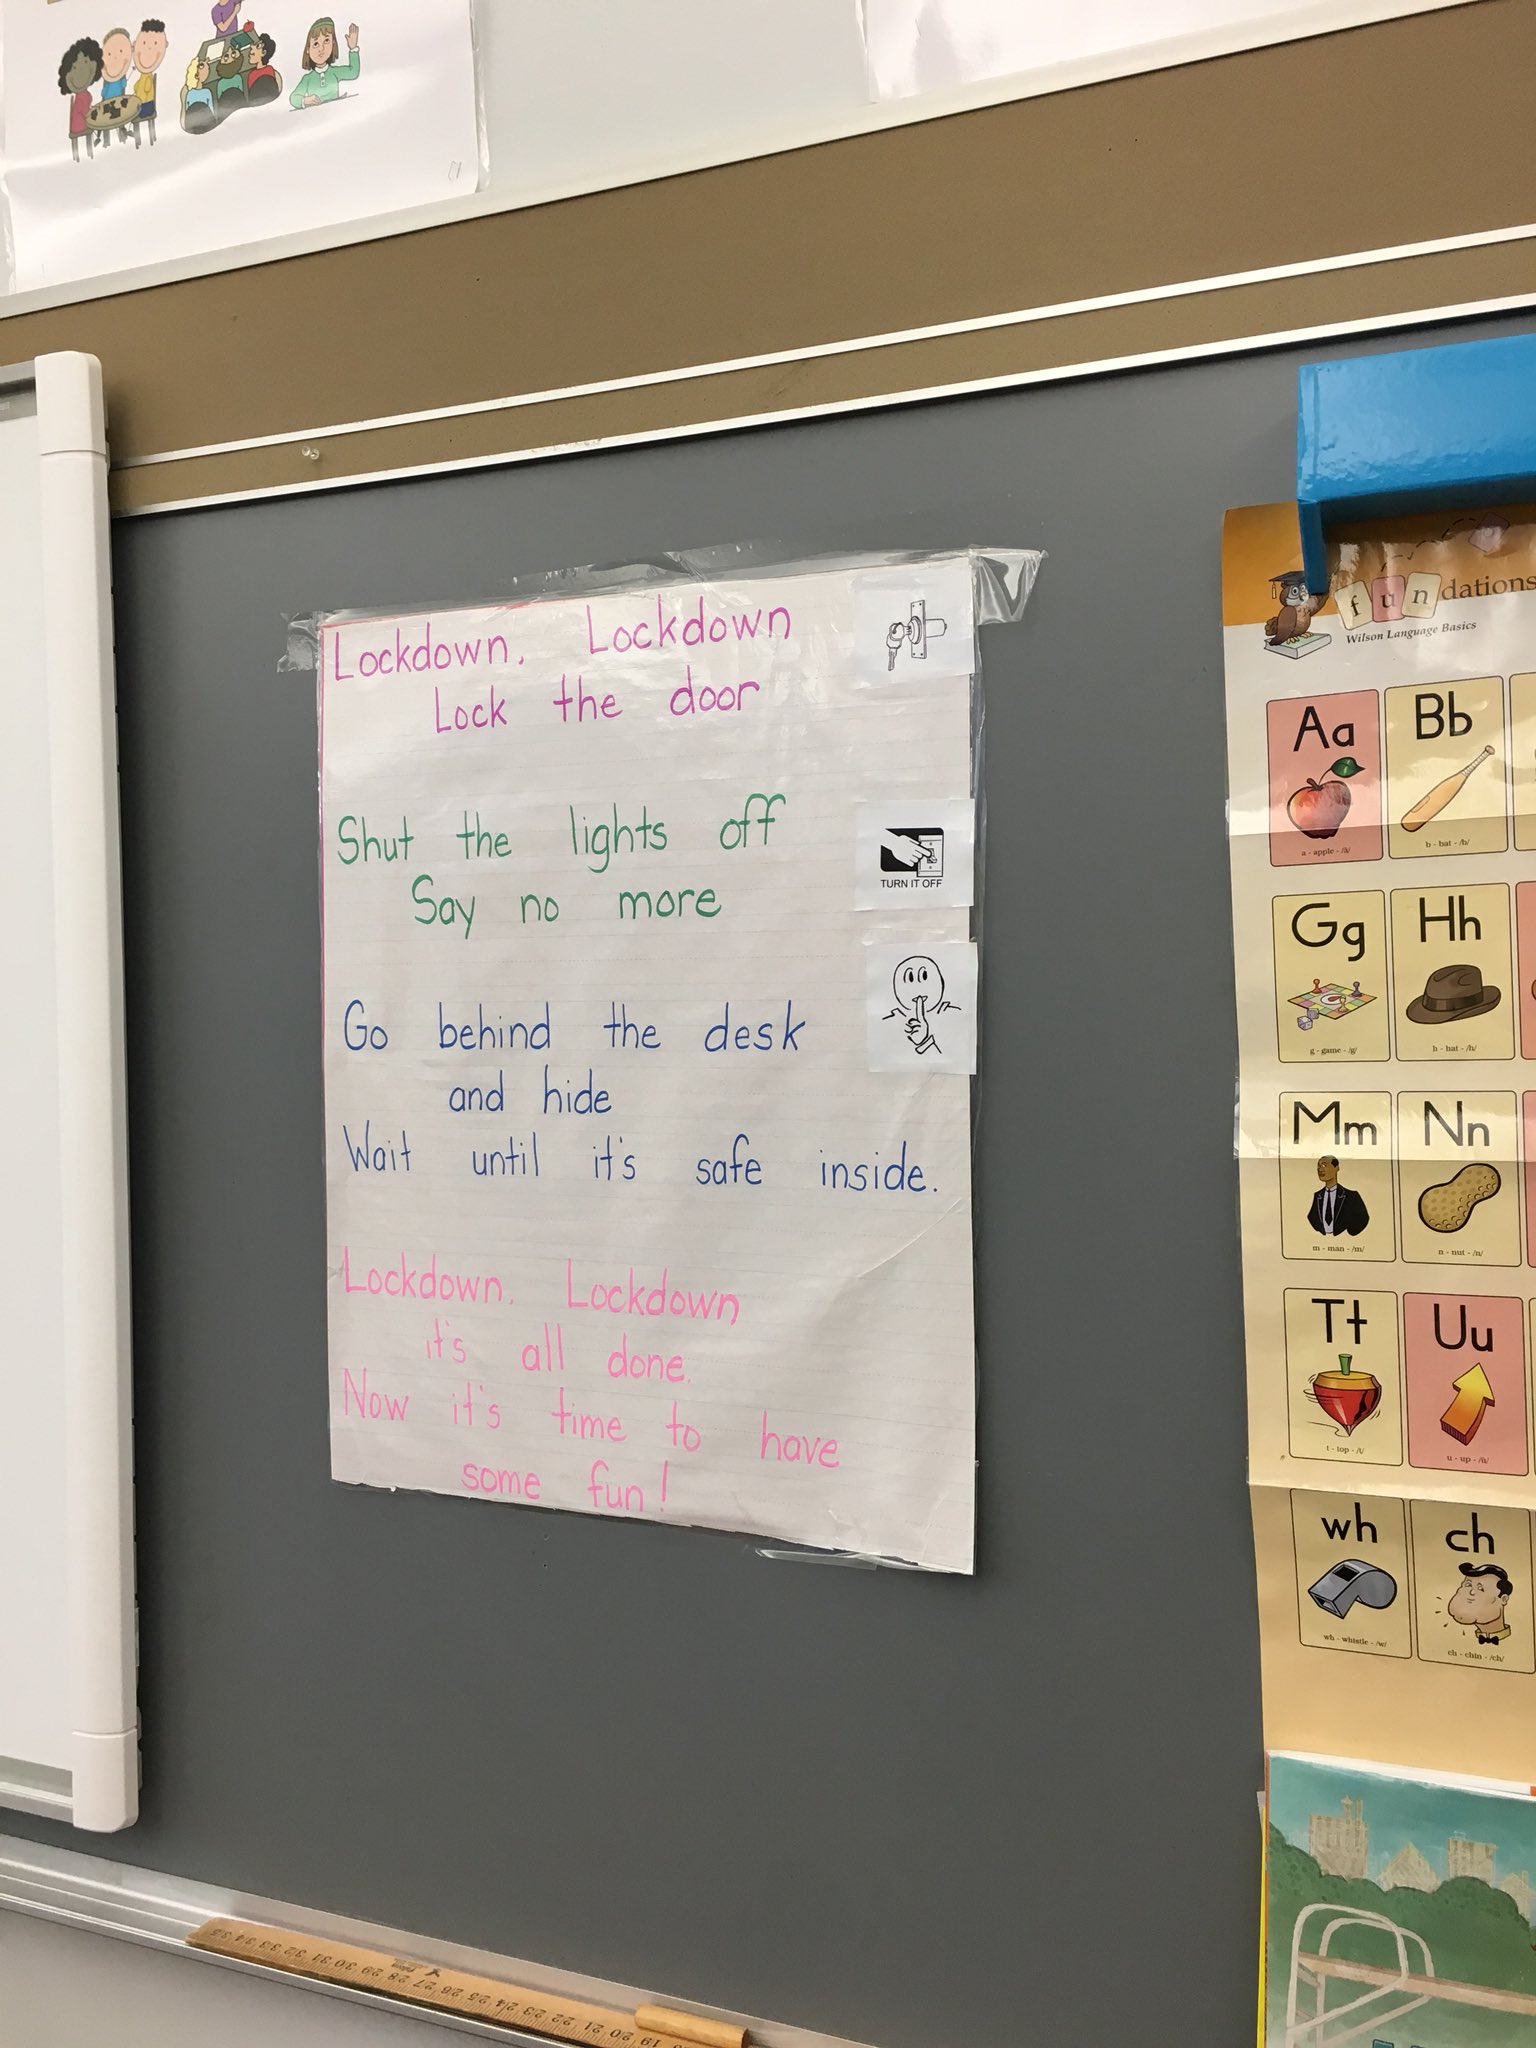 Lockdown, Lockdown
Lock the door
Shut the lights off
Say no more
TURN IT OFF
Go behind the desk
and hide
Wait until it's safe inside.
Lockdown, Lockdown
it's all done.
Now it's time to have
some fun!
fundations
Wilson Language Basics
Aa Bb
a - apple - /ă/ b - bat - /b/
Gg Hh
g - game - /g/ h - hat - /h/
Mm Nn
m - man - /m/ n - nut - /n/
Tt Uu
t - top - /t/ u - up - /ŭ/
wh ch
wh - whistle - /w/ ch - chin - /ch/
35 34 33 32 31 30 29 28 27 26 25 24 23 22 21 20 19